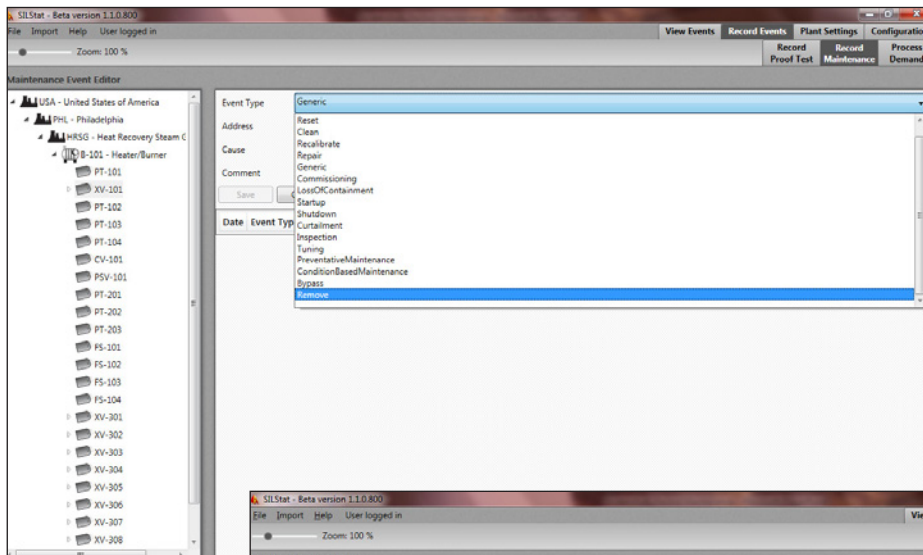 SILStat - Beta version 1.1.0.800
File Import Help User logged in
View Events Record Events Plant Settings Configuratio
Zoom: 100 %
Record Proof Test
Record Maintenance
Process Demand
Maintenance Event Editor
USA - United States of America
PHL - Philadelphia
HRSG - Heat Recovery Steam G
B-101 - Heater/Burner
PT-101
XV-101
PT-102
PT-103
PT-104
CV-101
PSV-101
PT-201
PT-202
PT-203
FS-101
FS-102
FS-103
FS-104
XV-301
XV-302
XV-303
XV-304
XV-305
XV-306
XV-307
XV-308
Event Type Generic
Address
Cause
Comment
Save
Date Event Typ
Reset
Clean
Recalibrate
Repair
Generic
Commissioning
LossOfContainment
Startup
Shutdown
Curtailment
Inspection
Tuning
PreventativeMaintenance
ConditionBasedMaintenance
Bypass
Remove
SILStat - Beta version 1.1.0.800
File Import Help User logged in
Vie
Zoom: 100 %